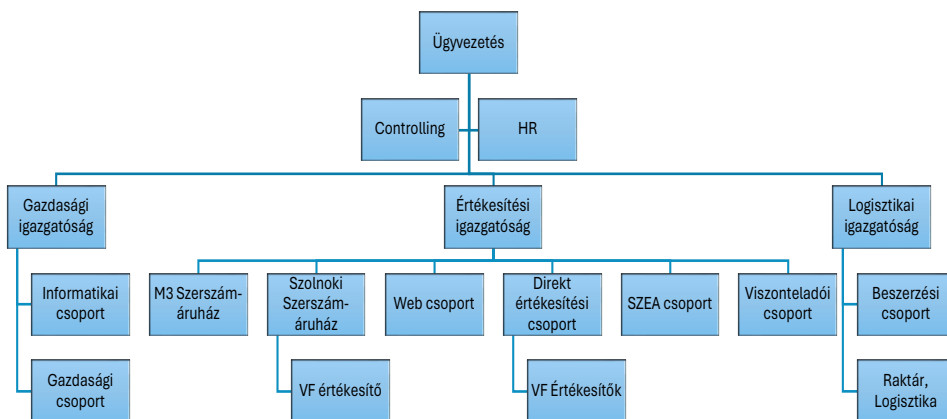 Ügyvezetés
Controlling
HR
Gazdasági
igazgatóság
Értékesítési
igazgatóság
Logisztikai
igazgatóság
Informatikai
csoport
M3 Szerszám-
áruház
Szolnoki
Szerszám-
áruház
Web csoport
Direkt
értékesítési
csoport
SZEA csoport
Viszonteladói
csoport
Beszerzési
csoport
Gazdasági
csoport
VF értékesítő
VF Értékesítők
Raktár,
Logisztika